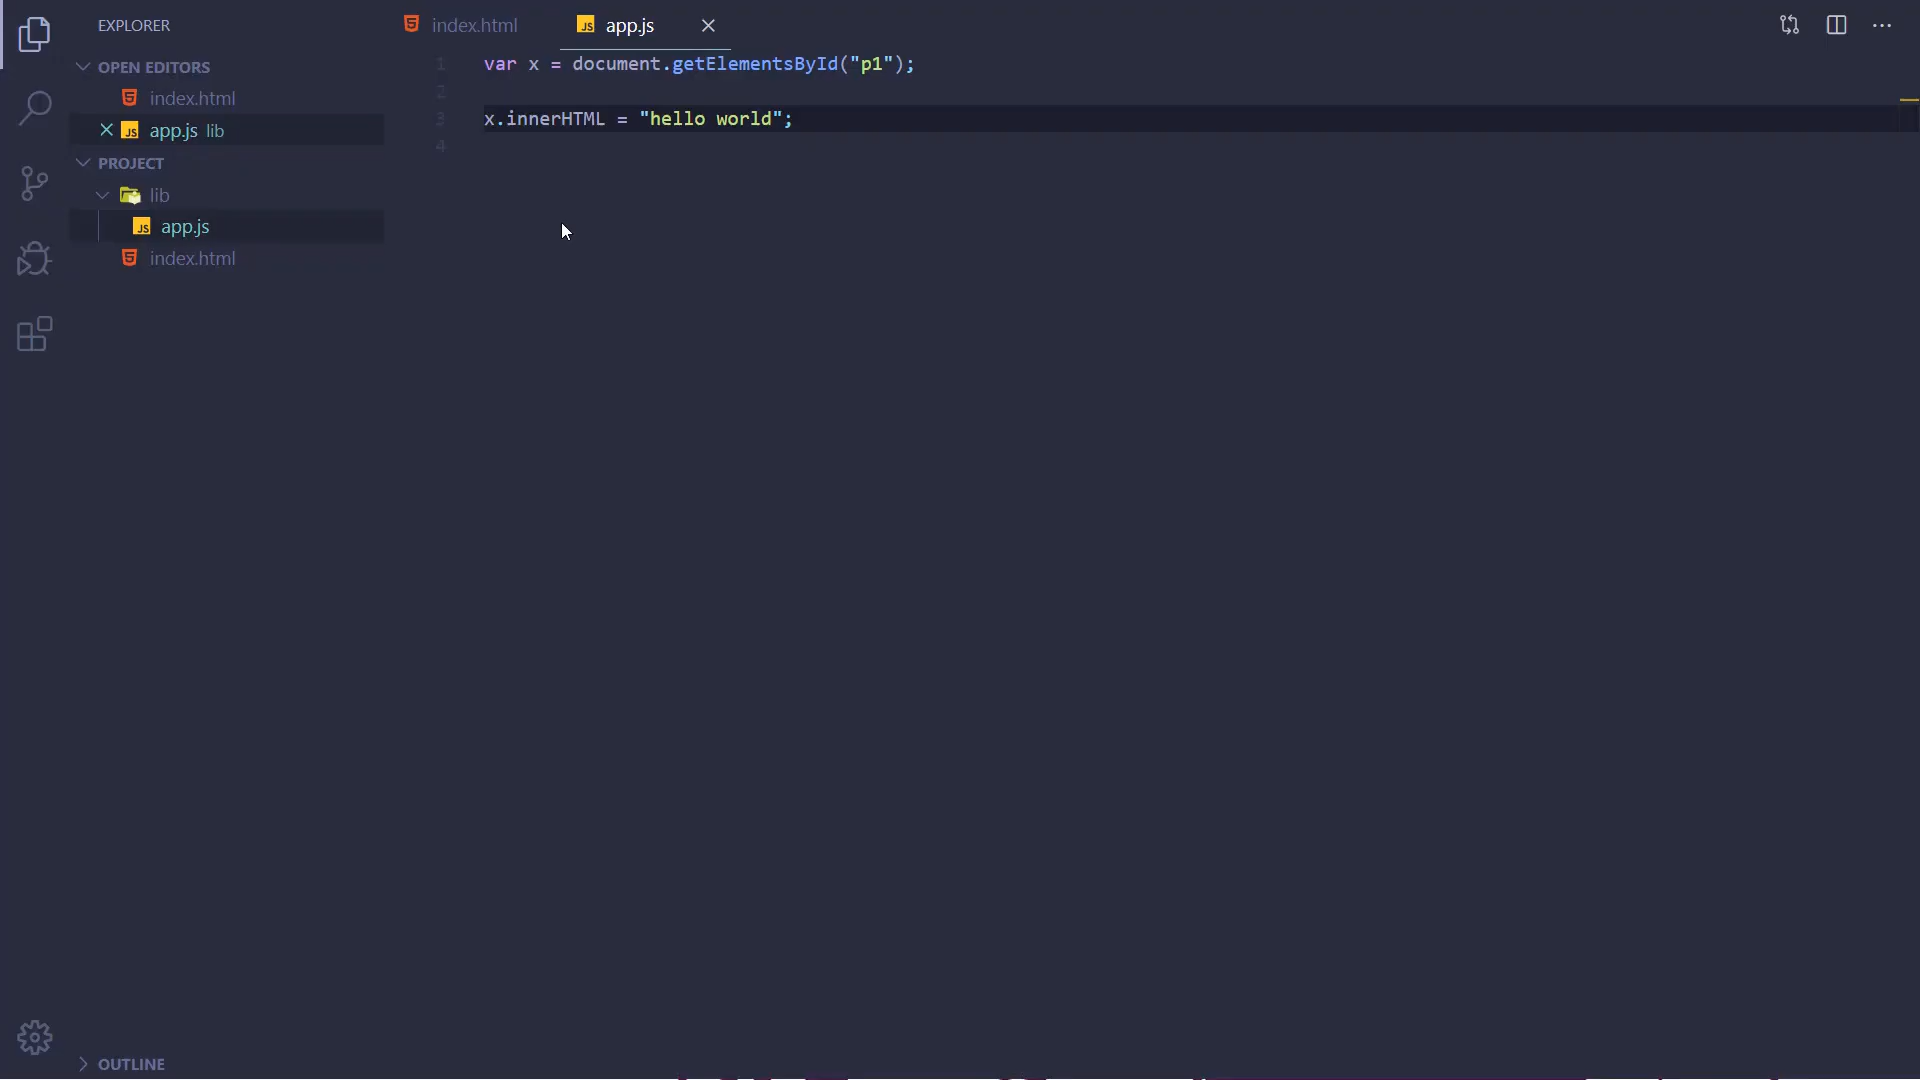 EXPLORER
OPEN EDITORS
index.html
app.js lib
PROJECT
lib
app.js
index.html
OUTLINE
index.html
app.js
1 var x = document.getElementsById("p1");
2
3 x.innerHTML = "hello world";
4